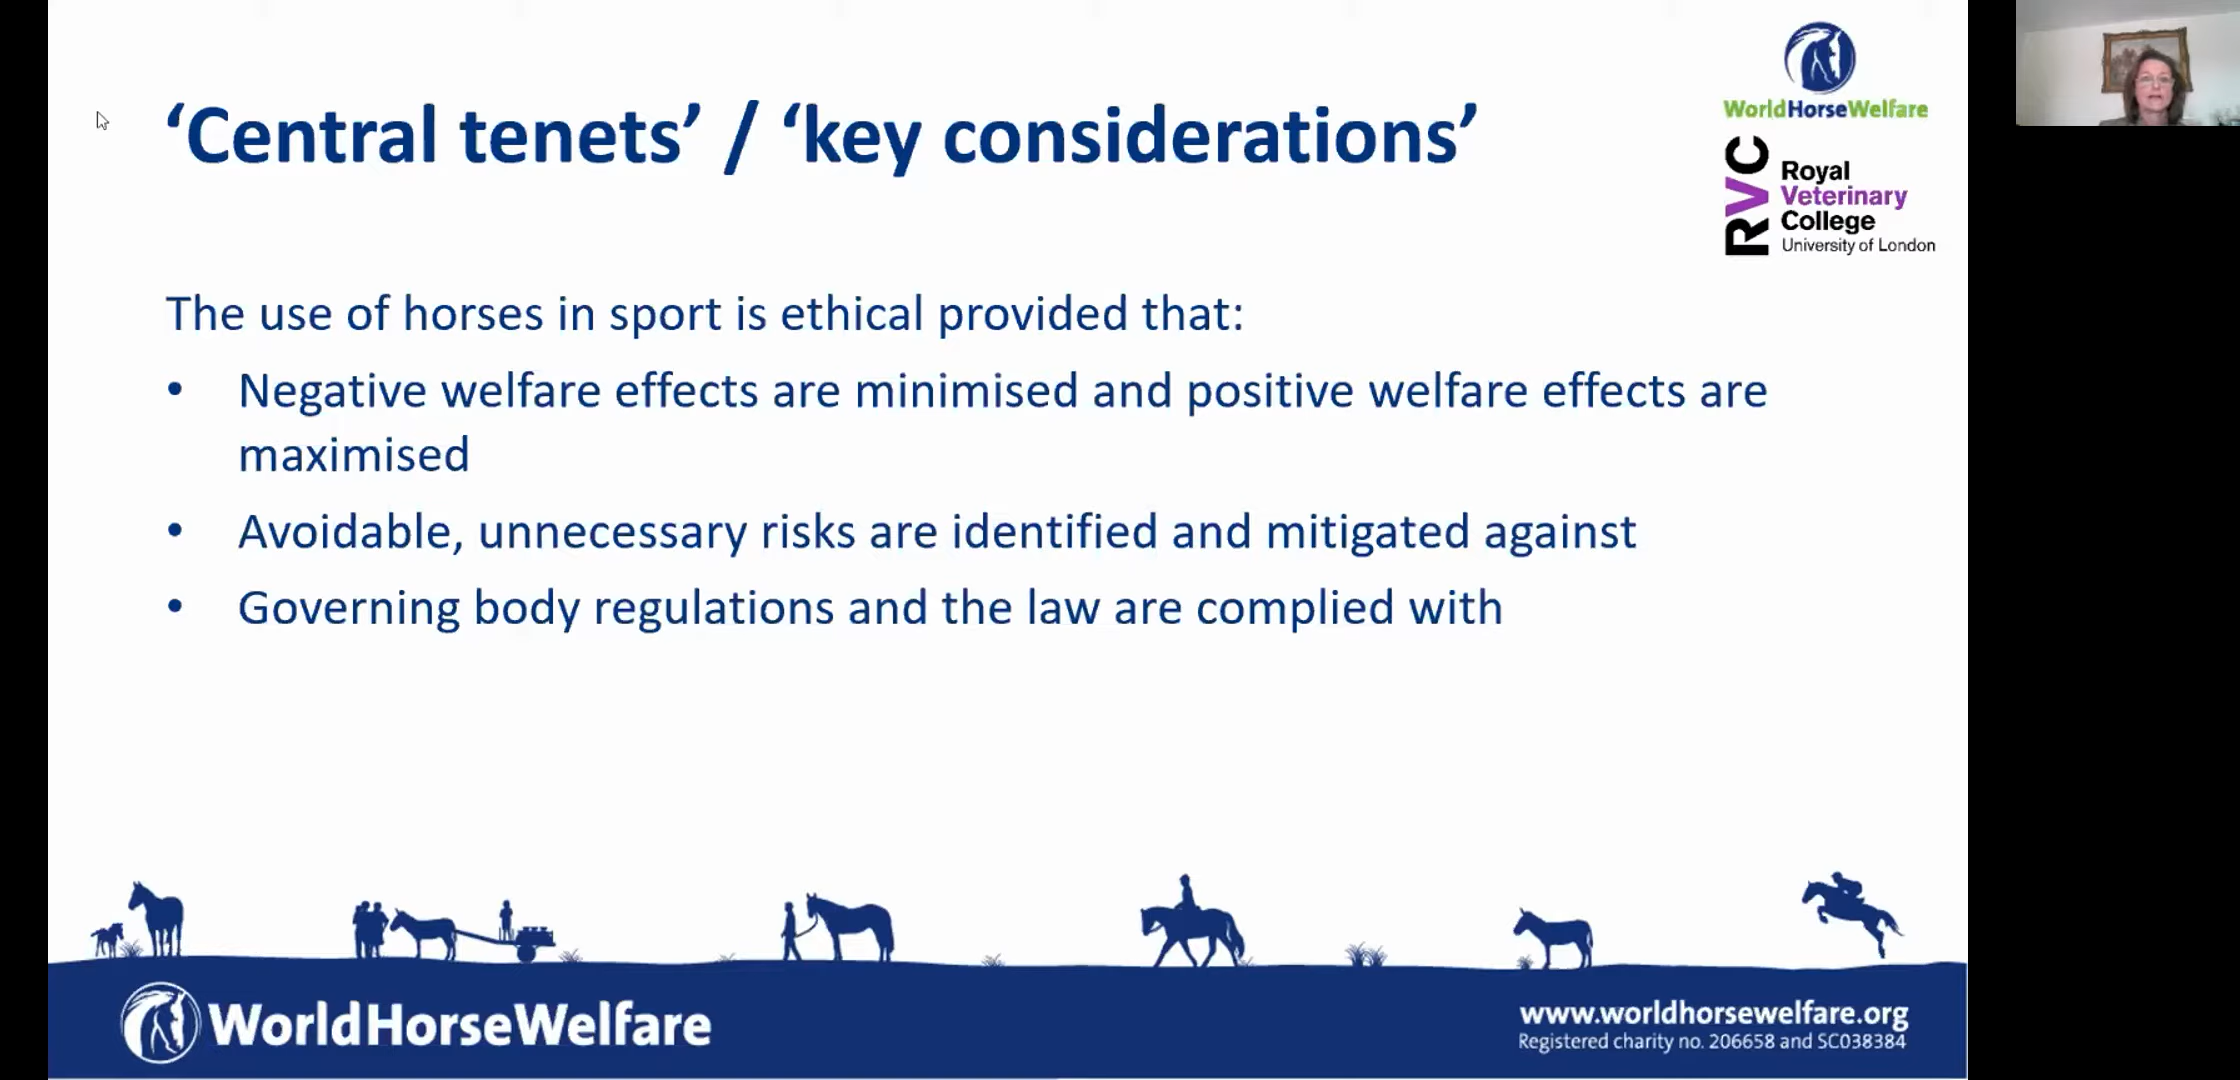 ‘Central tenets’ / ‘key considerations’
WorldHorseWelfare
RVC
Royal
Veterinary
College
University of London
The use of horses in sport is ethical provided that:
• Negative welfare effects are minimised and positive welfare effects are
maximised
• Avoidable, unnecessary risks are identified and mitigated against
• Governing body regulations and the law are complied with
WorldHorseWelfare
www.worldhorsewelfare.org
Registered charity no. 206658 and SC038384